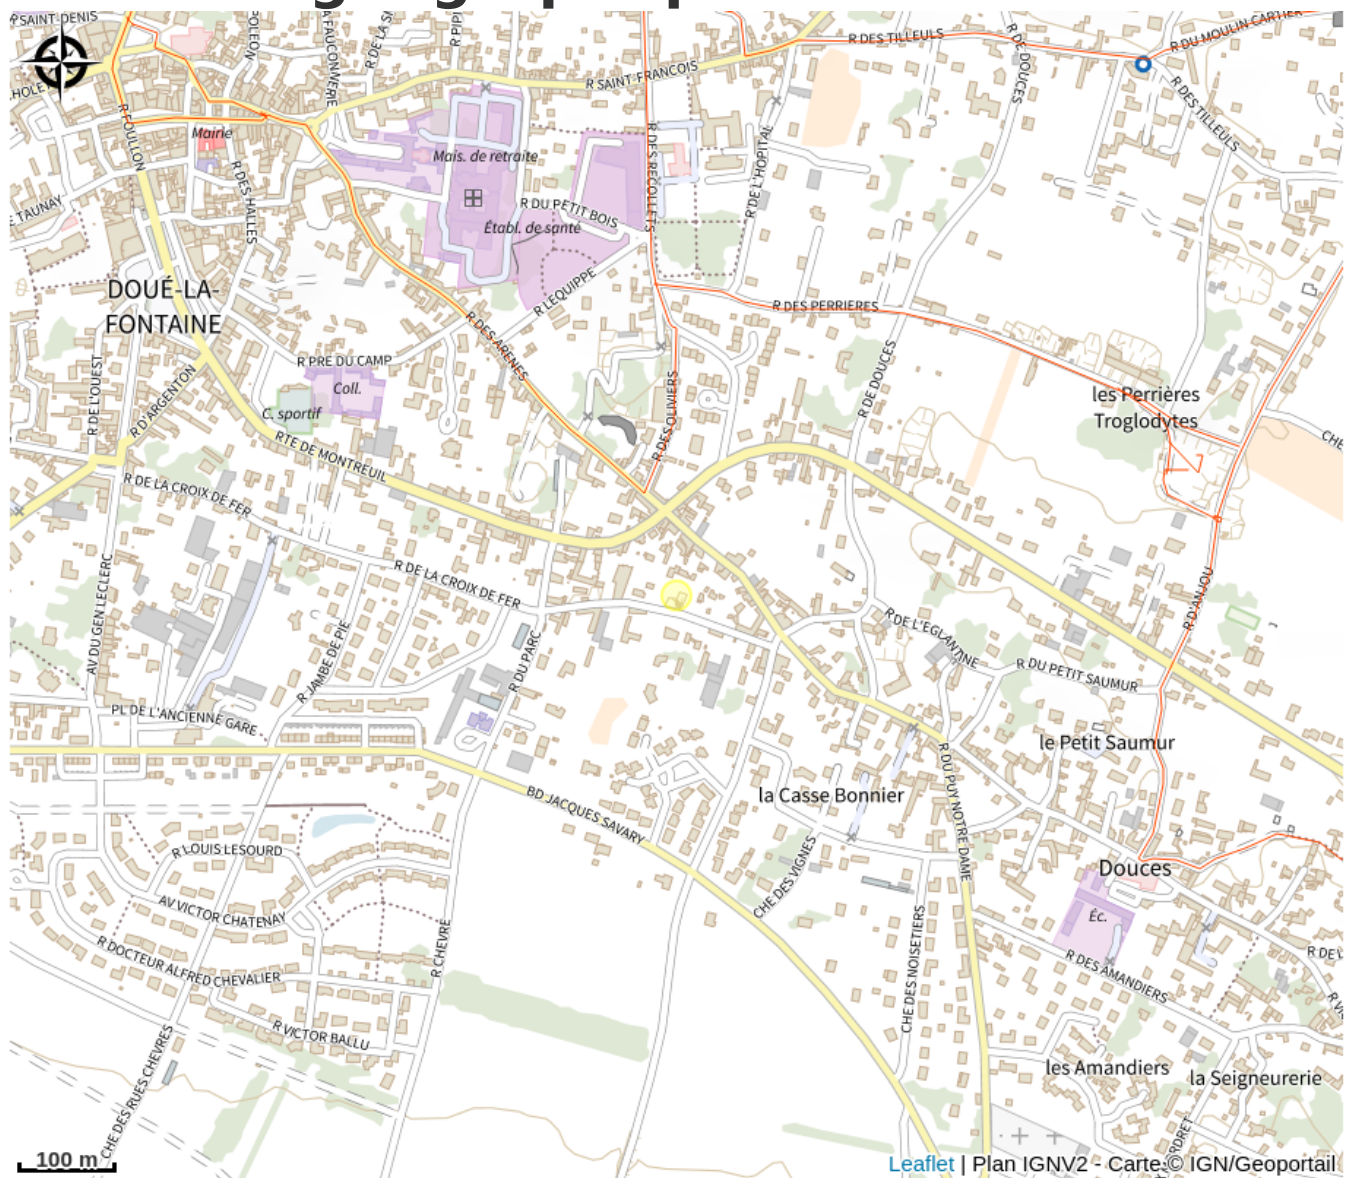 R SAINT-DENIS
R DES TILLEULS
R DU MOULIN CARTIER
R DE DOUCES
R SAINT-FRANCOIS
R DES TILLEULS
R FOULLON
Mairie
Mais. de retraite
R DES RECOLLETS
R DE L'HOPITAL
R DES HALLES
R DU PETIT BOIS
Établ. de santé
TAUNAY
DOUÉ-LA-
FONTAINE
R LEQUIPPE
R DES PERRIERES
R DES ARENES
R PRE DU CAMP
R DE L'OUEST
R D'ARGENTON
Coll.
C. sportif
R DES OLIVIERS
R DE DOUCES
les Perrières
Troglodytes
CHE
RTE DE MONTREUIL
R DE LA CROIX DE FER
R DE LA CROIX DE FER
AV DU GEN LECLERC
R D'ANJOU
R DE L'EGLANTINE
R JAMBE DE PIE
R DU PARC
R DU PETIT SAUMUR
PL DE L'ANCIENNE GARE
le Petit Saumur
R DU PUY NOTRE DAME
la Casse Bonnier
BD JACQUES SAVARY
R LOUIS LESOURD
CHE DES VIGNES
Douces
AV VICTOR CHATENAY
Éc.
R DOCTEUR ALFRED CHEVALIER
R CHEVRÉ
CHE DES NOISETIERS
R DES AMANDIERS
R VICTOR BALLU
CHE DES RUES CHEVRES
les Amandiers
la Seigneurerie
100 m
Leaflet | Plan IGNV2 - Carte © IGN/Geoportail